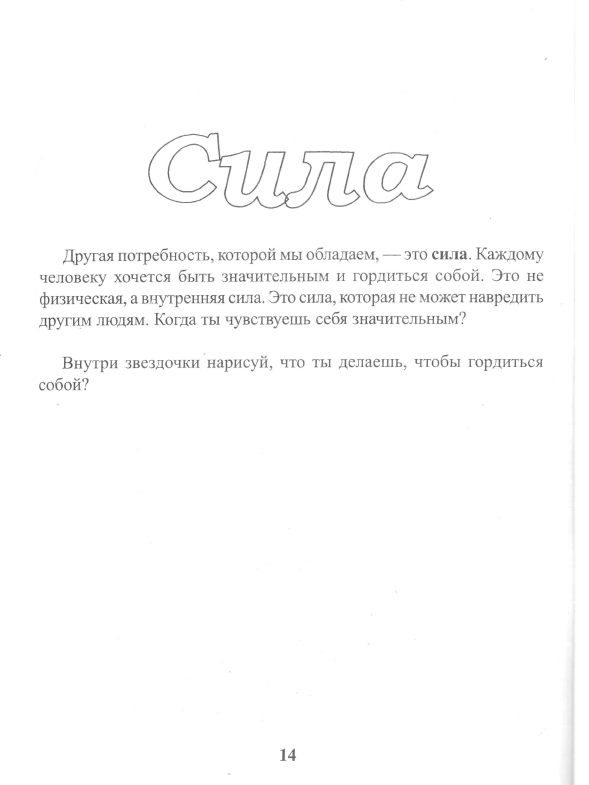 Сила
Другая потребность, которой мы обладаем, — это сила. Каждому
человеку хочется быть значительным и гордиться собой. Это не
физическая, а внутренняя сила. Это сила, которая не может навредить
другим людям. Когда ты чувствуешь себя значительным?
Внутри звездочки нарисуй, что ты делаешь, чтобы гордиться
собой?
14